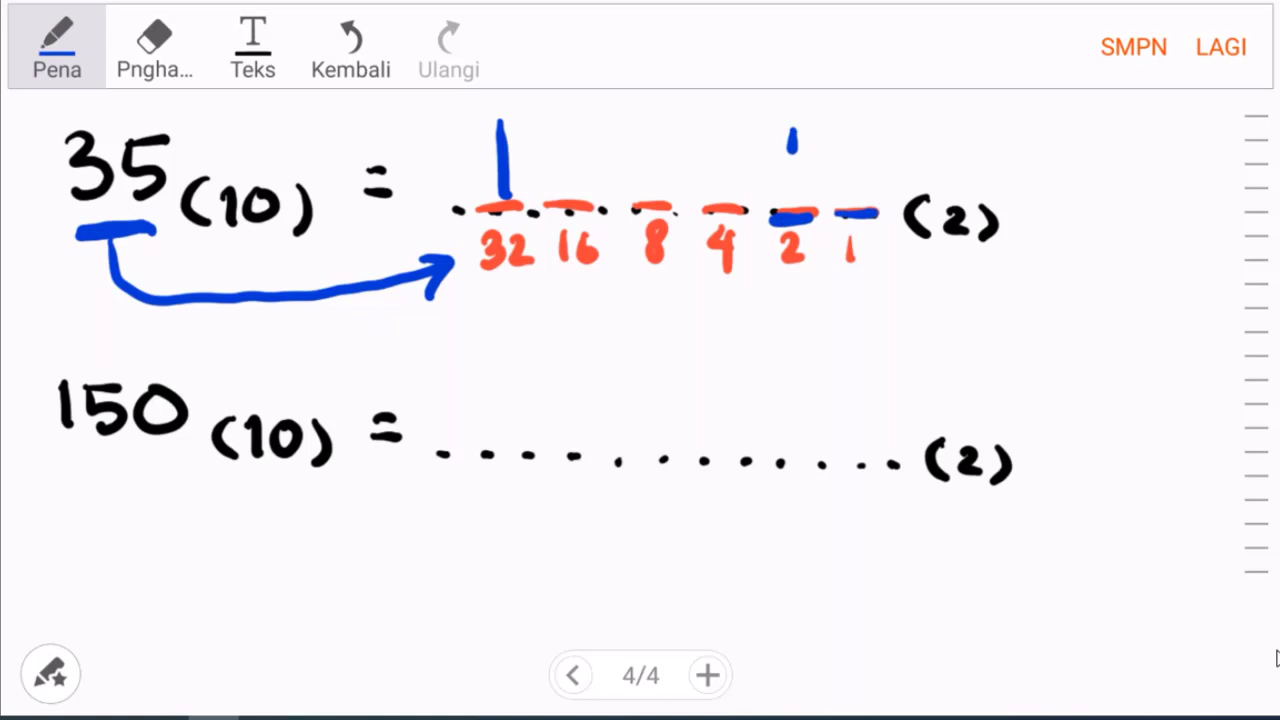 Pena Pngha... Teks Kembali Ulangi SMPN LAGI
35 (10) = 1 1 (2)
32 16 8 4 2 1
150 (10) = . . . . . . . . . . . . (2)
4/4